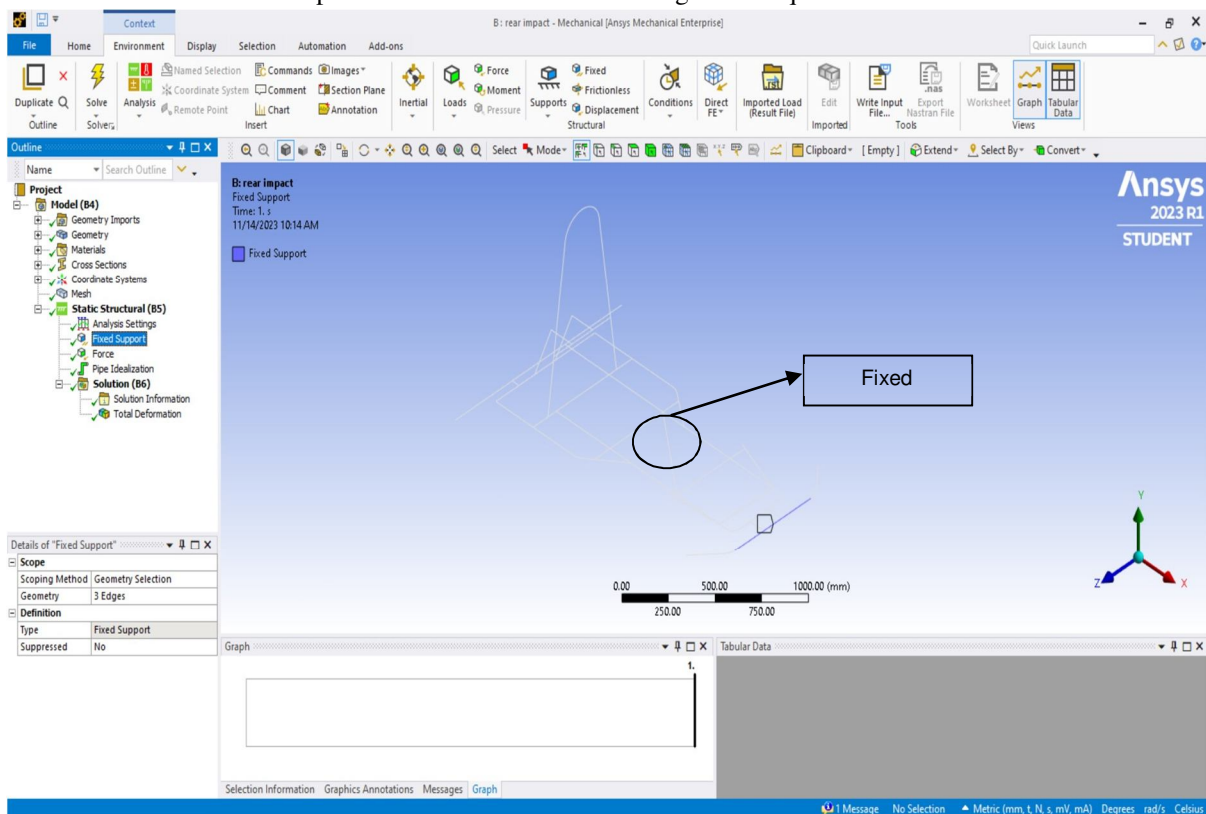 Context
B : rear impact - Mechanical [Ansys Mechanical Enterprise]
File Home Environment Display Selection Automation Add-ons
Quick Launch
Duplicate
Outline
Solve
Solver
Analysis
Named Selection
Coordinate System
Remote Point
Commands
Comment
Chart
Images
Section Plane
Annotation
Insert
Inertial
Loads
Force
Moment
Pressure
Supports
Fixed
Frictionless
Displacement
Conditions
Direct FE
Structural
Imported Load (Result File)
Edit
Imported
Write Input File...
Export Nastran File
.nas
Tools
Worksheet
Graph
Tabular Data
Views
Outline
Name
Search Outline
Select
Mode
Clipboard
[ Empty ]
Extend
Select By
Convert
Project
Model (B4)
Geometry Imports
Geometry
Materials
Cross Sections
Coordinate Systems
Mesh
Static Structural (B5)
Analysis Settings
Fixed Support
Force
Pipe Idealization
Solution (B6)
Solution Information
Total Deformation
B: rear impact
Fixed Support
Time: 1. s
11/14/2023 10:14 AM
Fixed Support
Ansys
2023 R1
STUDENT
Fixed
Y
Z
X
0.00 500.00 1000.00 (mm)
250.00 750.00
Details of "Fixed Support"
Scope
Scoping Method Geometry Selection
Geometry 3 Edges
Definition
Type Fixed Support
Suppressed No
Graph
1.
Tabular Data
Selection Information Graphics Annotations Messages Graph
1 Message No Selection Metric (mm, t, N, s, mV, mA) Degrees rad/s Celsius